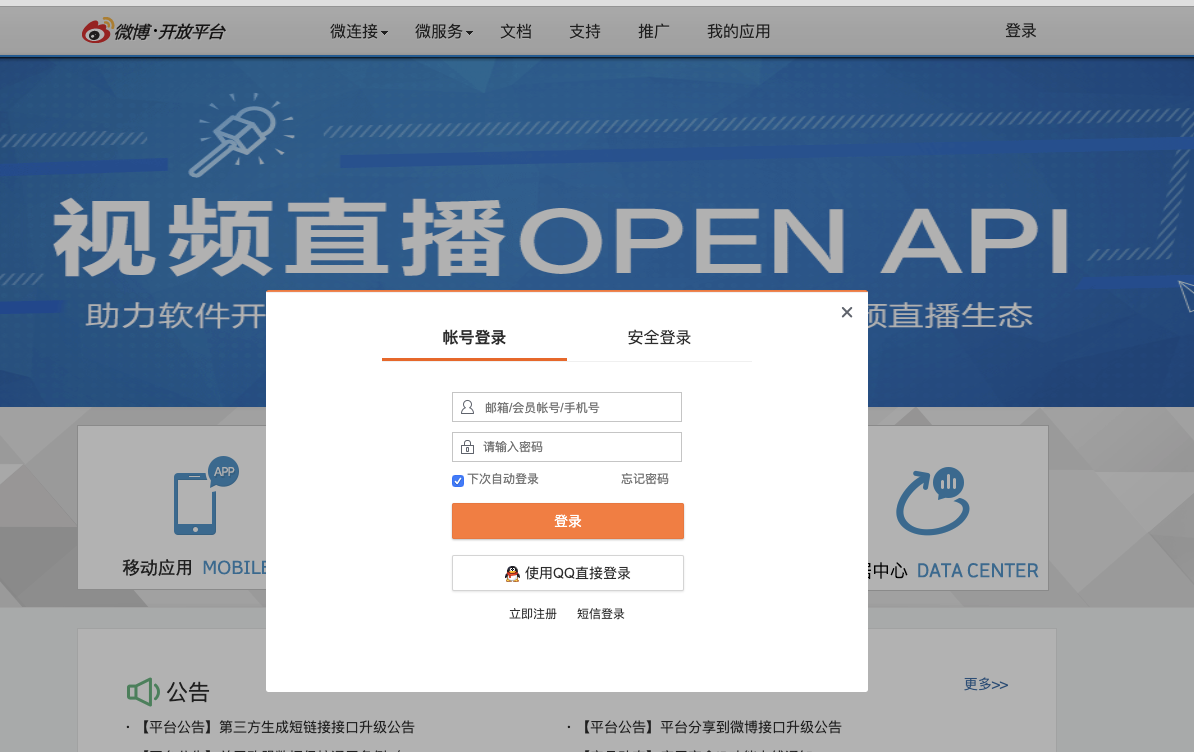 微博·开放平台 微连接 微服务 文档 支持 推广 我的应用 登录
视频直播OPEN API
助力软件开 频直播生态
×
帐号登录 安全登录
邮箱/会员帐号/手机号
请输入密码
下次自动登录 忘记密码
登录
使用QQ直接登录
立即注册 短信登录
APP
移动应用 MOBILE
中心 DATA CENTER
公告 更多>>
· 【平台公告】第三方生成短链接接口升级公告
· 【平台公告】平台分享到微博接口升级公告